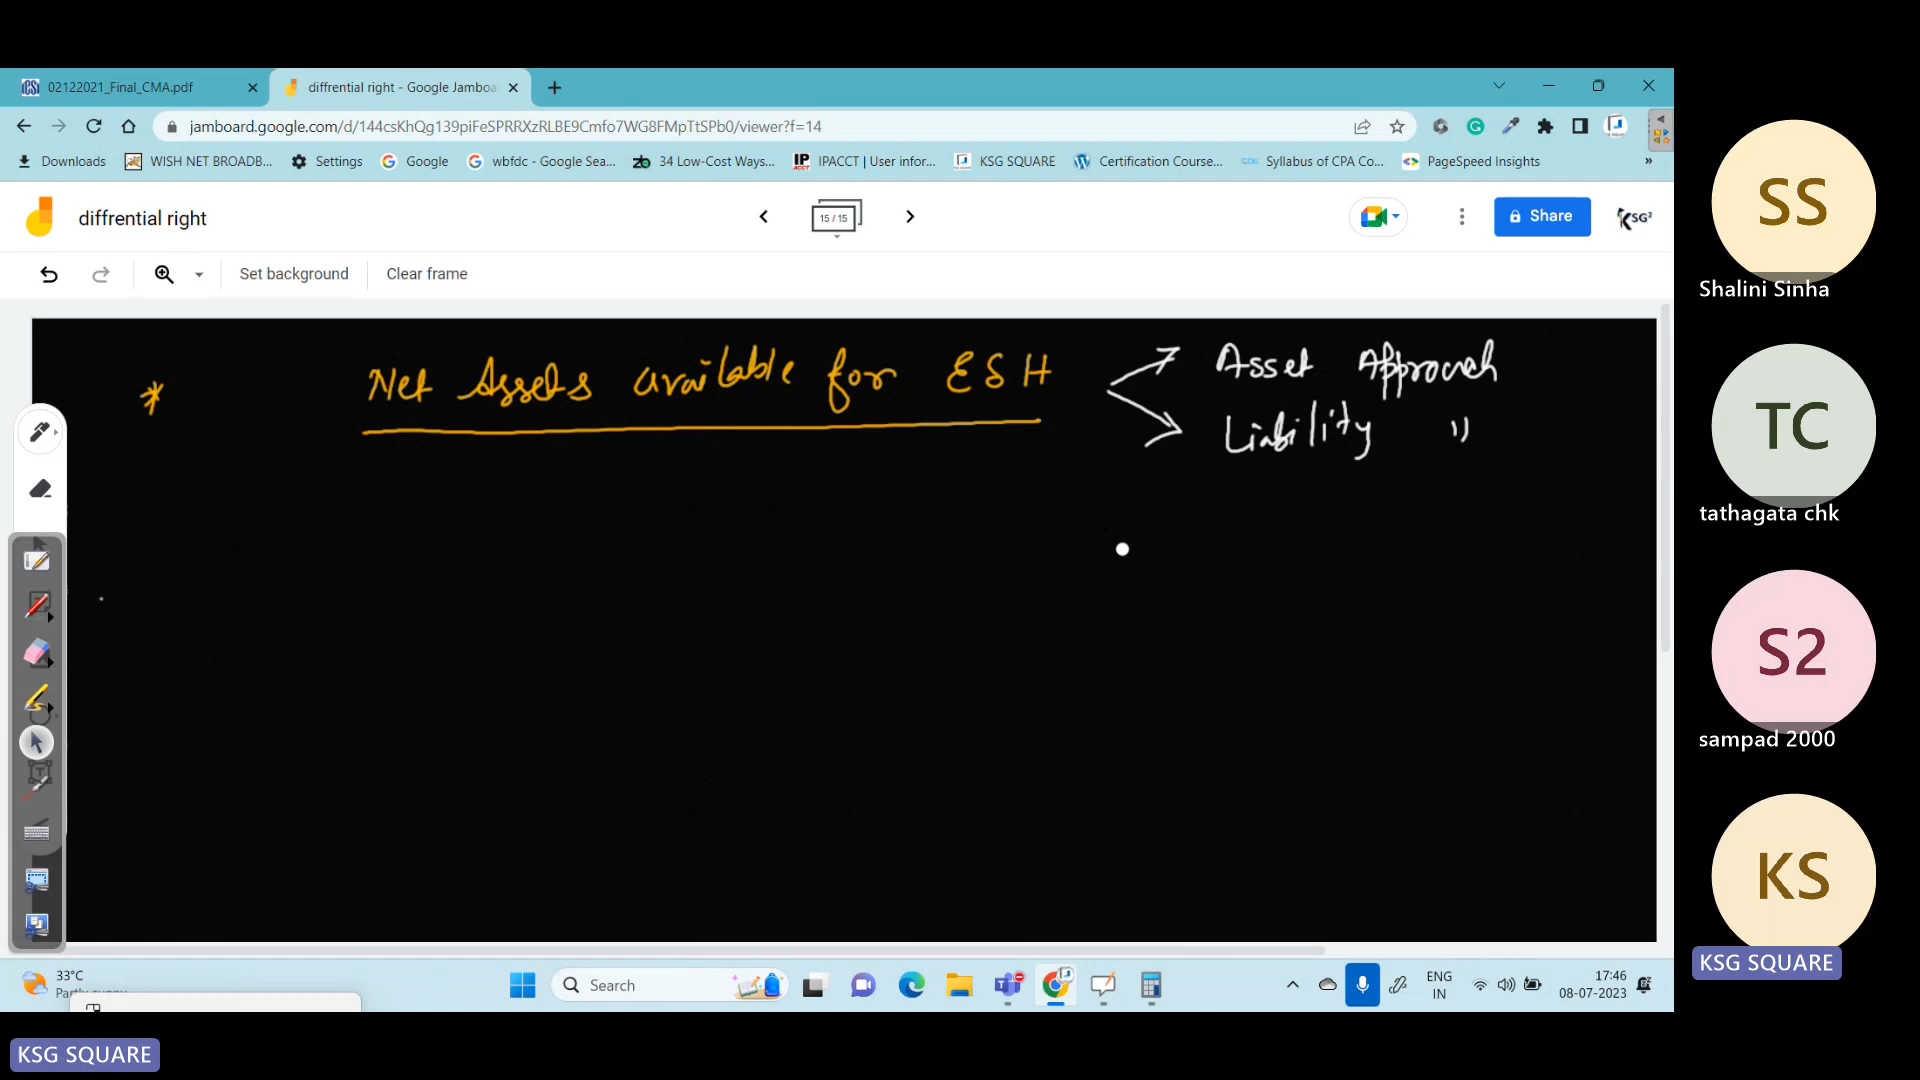 02122021_Final_CMA.pdf
diffrential right - Google Jamboa
jamboard.google.com/d/144csKhQg139piFeSPRRXzRLBE9Cmfo7WG8FMpTtSPb0/viewer?f=14
Downloads WISH NET BROADB... Settings Google wbfdc - Google Sea... 34 Low-Cost Ways... IPACCT | User infor... KSG SQUARE Certification Course... Syllabus of CPA Co... PageSpeed Insights »
diffrential right
15 / 15
Share
KSG²
Set background Clear frame
* Net Assets available for ESH
Asset Approach
Liability "
SS
Shalini Sinha
TC
tathagata chk
S2
sampad 2000
KS
KSG SQUARE
33°C
Partly sunny
Search
ENG
IN
17:46
08-07-2023
KSG SQUARE